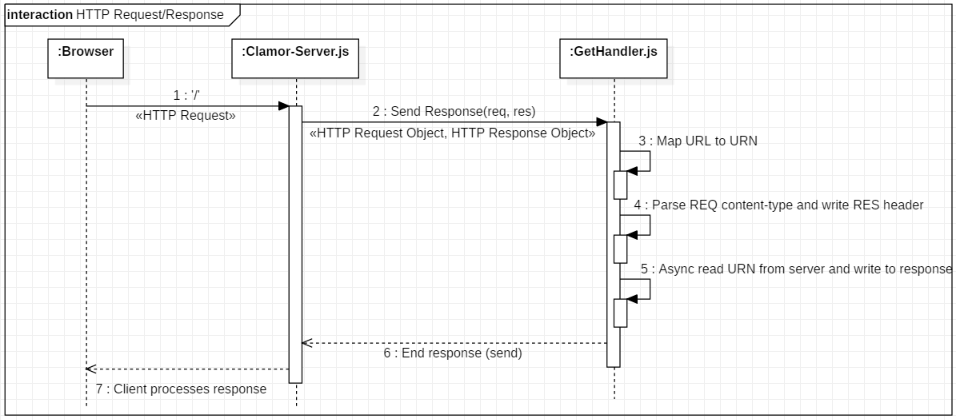 interaction HTTP Request/Response
:Browser
:Clamor-Server.js
:GetHandler.js
1 : '/'
«HTTP Request»
2 : Send Response(req, res)
«HTTP Request Object, HTTP Response Object»
3 : Map URL to URN
4 : Parse REQ content-type and write RES header
5 : Async read URN from server and write to response
6 : End response (send)
7 : Client processes response